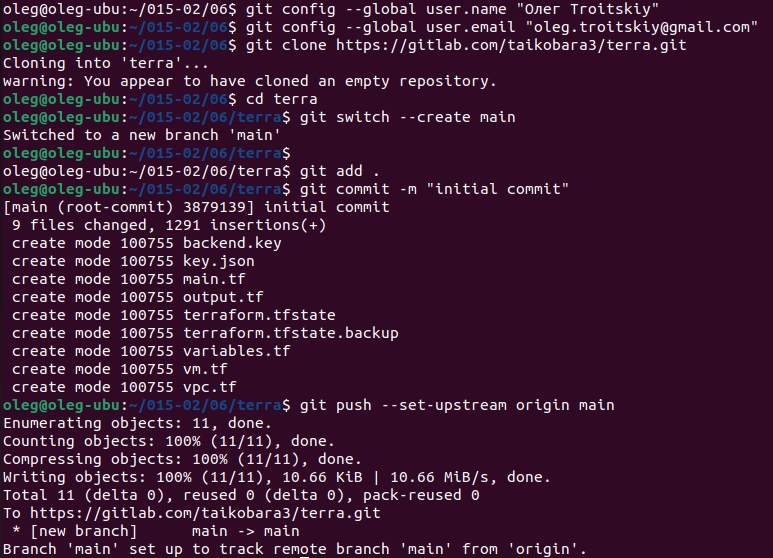 oleg@oleg-ubu:~/015-02/06$ git config --global user.name "Олег Troitskiy"
oleg@oleg-ubu:~/015-02/06$ git config --global user.email "oleg.troitskiy@gmail.com"
oleg@oleg-ubu:~/015-02/06$ git clone https://gitlab.com/taikobara3/terra.git
Cloning into 'terra'...
warning: You appear to have cloned an empty repository.
oleg@oleg-ubu:~/015-02/06$ cd terra
oleg@oleg-ubu:~/015-02/06/terra$ git switch --create main
Switched to a new branch 'main'
oleg@oleg-ubu:~/015-02/06/terra$
oleg@oleg-ubu:~/015-02/06/terra$ git add .
oleg@oleg-ubu:~/015-02/06/terra$ git commit -m "initial commit"
[main (root-commit) 3879139] initial commit
 9 files changed, 1291 insertions(+)
 create mode 100755 backend.key
 create mode 100755 key.json
 create mode 100755 main.tf
 create mode 100755 output.tf
 create mode 100755 terraform.tfstate
 create mode 100755 terraform.tfstate.backup
 create mode 100755 variables.tf
 create mode 100755 vm.tf
 create mode 100755 vpc.tf
oleg@oleg-ubu:~/015-02/06/terra$ git push --set-upstream origin main
Enumerating objects: 11, done.
Counting objects: 100% (11/11), done.
Compressing objects: 100% (11/11), done.
Writing objects: 100% (11/11), 10.66 KiB | 10.66 MiB/s, done.
Total 11 (delta 0), reused 0 (delta 0), pack-reused 0
To https://gitlab.com/taikobara3/terra.git
 * [new branch]      main -> main
Branch 'main' set up to track remote branch 'main' from 'origin'.